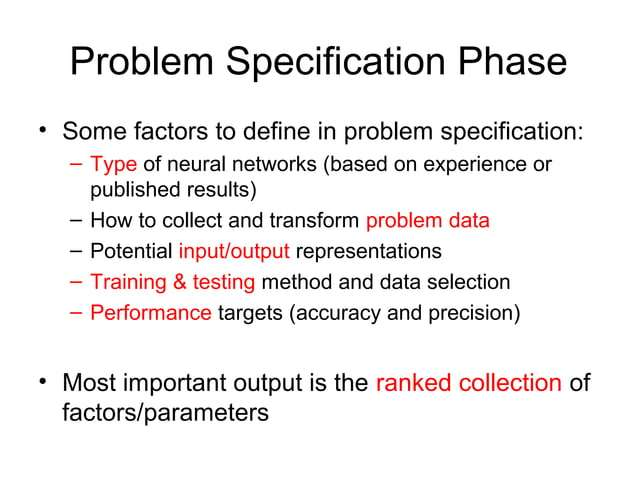 Problem Specification Phase
• Some factors to define in problem specification:
– Type of neural networks (based on experience or
published results)
– How to collect and transform problem data
– Potential input/output representations
– Training & testing method and data selection
– Performance targets (accuracy and precision)
• Most important output is the ranked collection of
factors/parameters